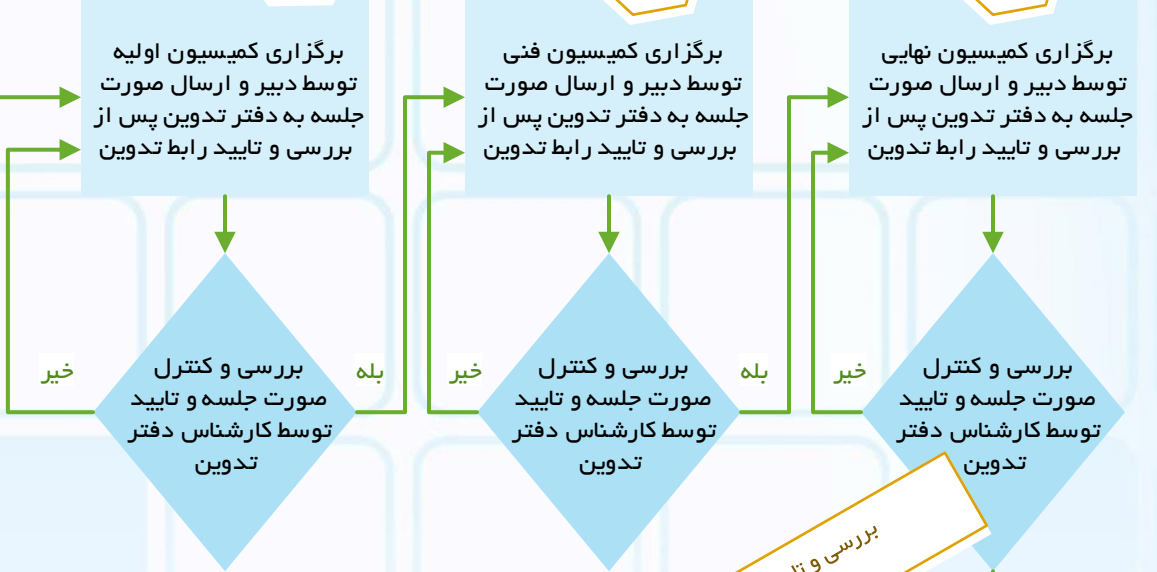 برگزاری کمیسیون اولیه
توسط دبیر و ارسال صورت
جلسه به دفتر تدوین پس از
بررسی و تایید رابط تدوین
برگزاری کمیسیون فنی
توسط دبیر و ارسال صورت
جلسه به دفتر تدوین پس از
بررسی و تایید رابط تدوین
برگزاری کمیسیون نهایی
توسط دبیر و ارسال صورت
جلسه به دفتر تدوین پس از
بررسی و تایید رابط تدوین
خیر
بررسی و کنترل
صورت جلسه و تایید
توسط کارشناس دفتر
تدوین
بله
خیر
بررسی و کنترل
صورت جلسه و تایید
توسط کارشناس دفتر
تدوین
بله
خیر
بررسی و کنترل
صورت جلسه و تایید
توسط کارشناس دفتر
تدوین
بررسی و